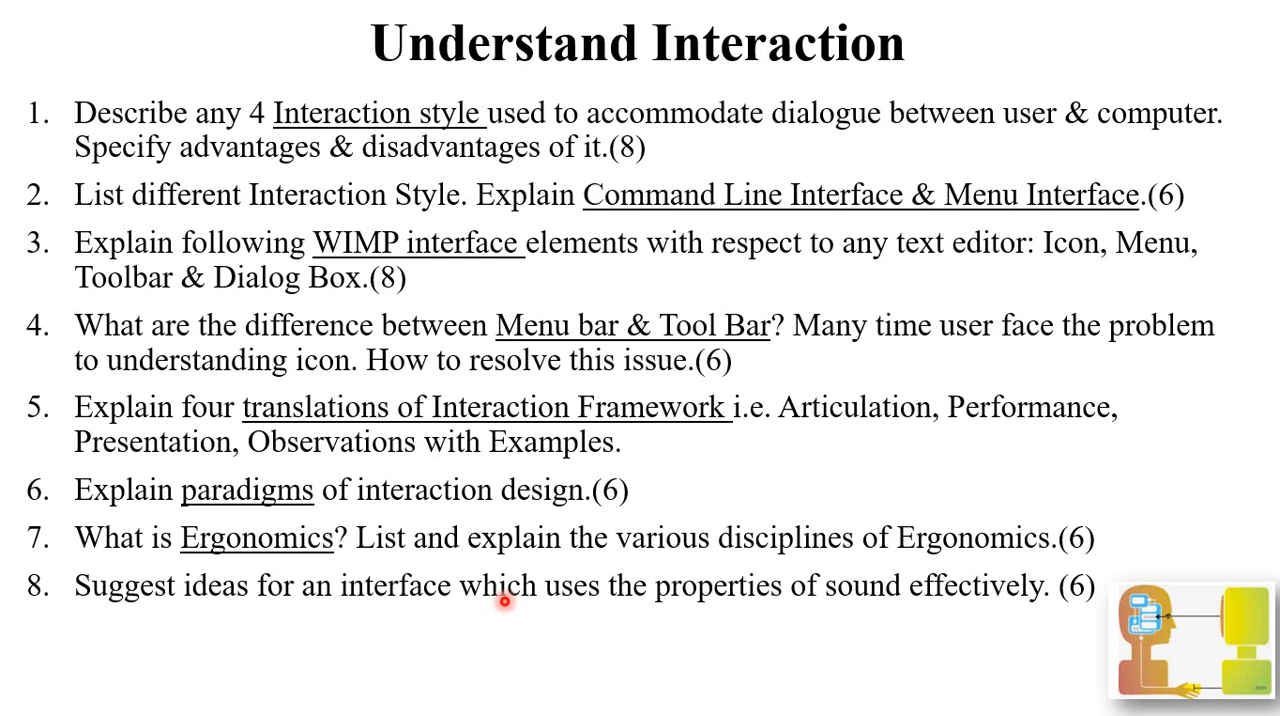 Understand Interaction
1. Describe any 4 Interaction style used to accommodate dialogue between user & computer.
Specify advantages & disadvantages of it.(8)
2. List different Interaction Style. Explain Command Line Interface & Menu Interface.(6)
3. Explain following WIMP interface elements with respect to any text editor: Icon, Menu,
Toolbar & Dialog Box.(8)
4. What are the difference between Menu bar & Tool Bar? Many time user face the problem
to understanding icon. How to resolve this issue.(6)
5. Explain four translations of Interaction Framework i.e. Articulation, Performance,
Presentation, Observations with Examples.
6. Explain paradigms of interaction design.(6)
7. What is Ergonomics? List and explain the various disciplines of Ergonomics.(6)
8. Suggest ideas for an interface which uses the properties of sound effectively. (6)